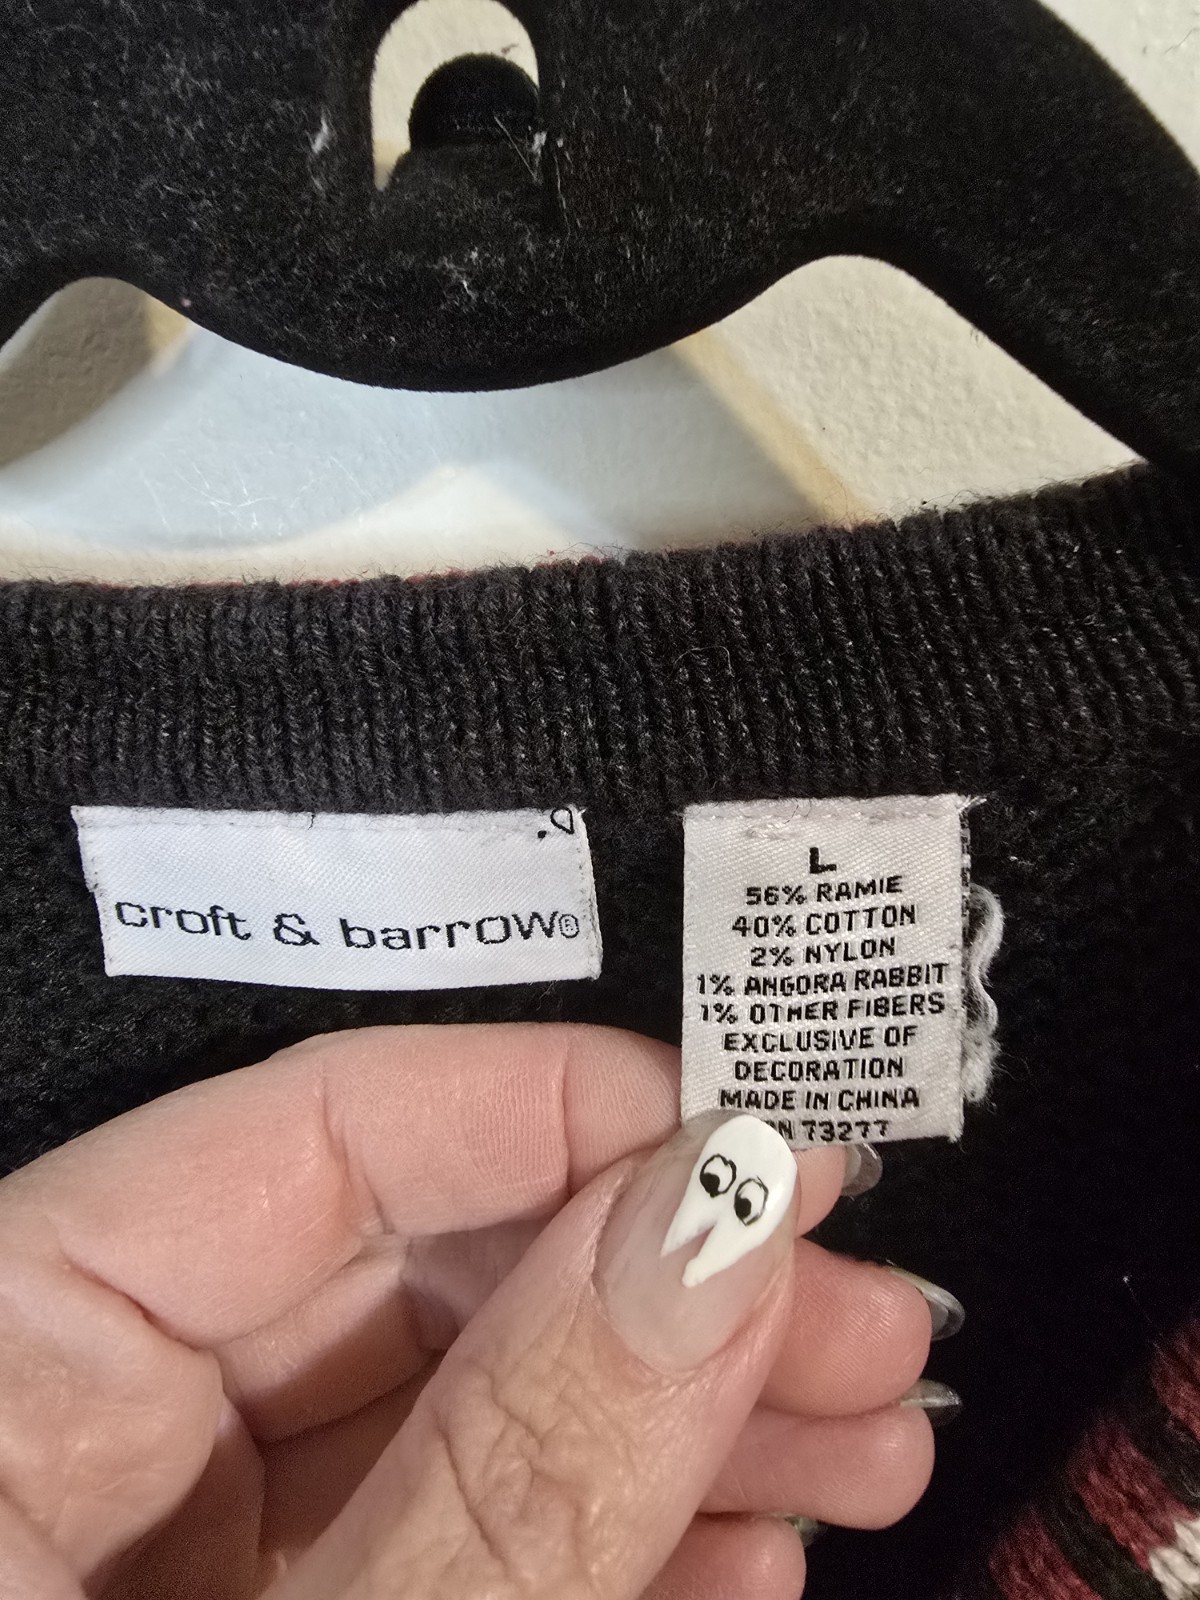 croft & barrow®
L
56% RAMIE
40% COTTON
2% NYLON
1% ANGORA RABBIT
1% OTHER FIBERS
EXCLUSIVE OF
DECORATION
MADE IN CHINA
73277